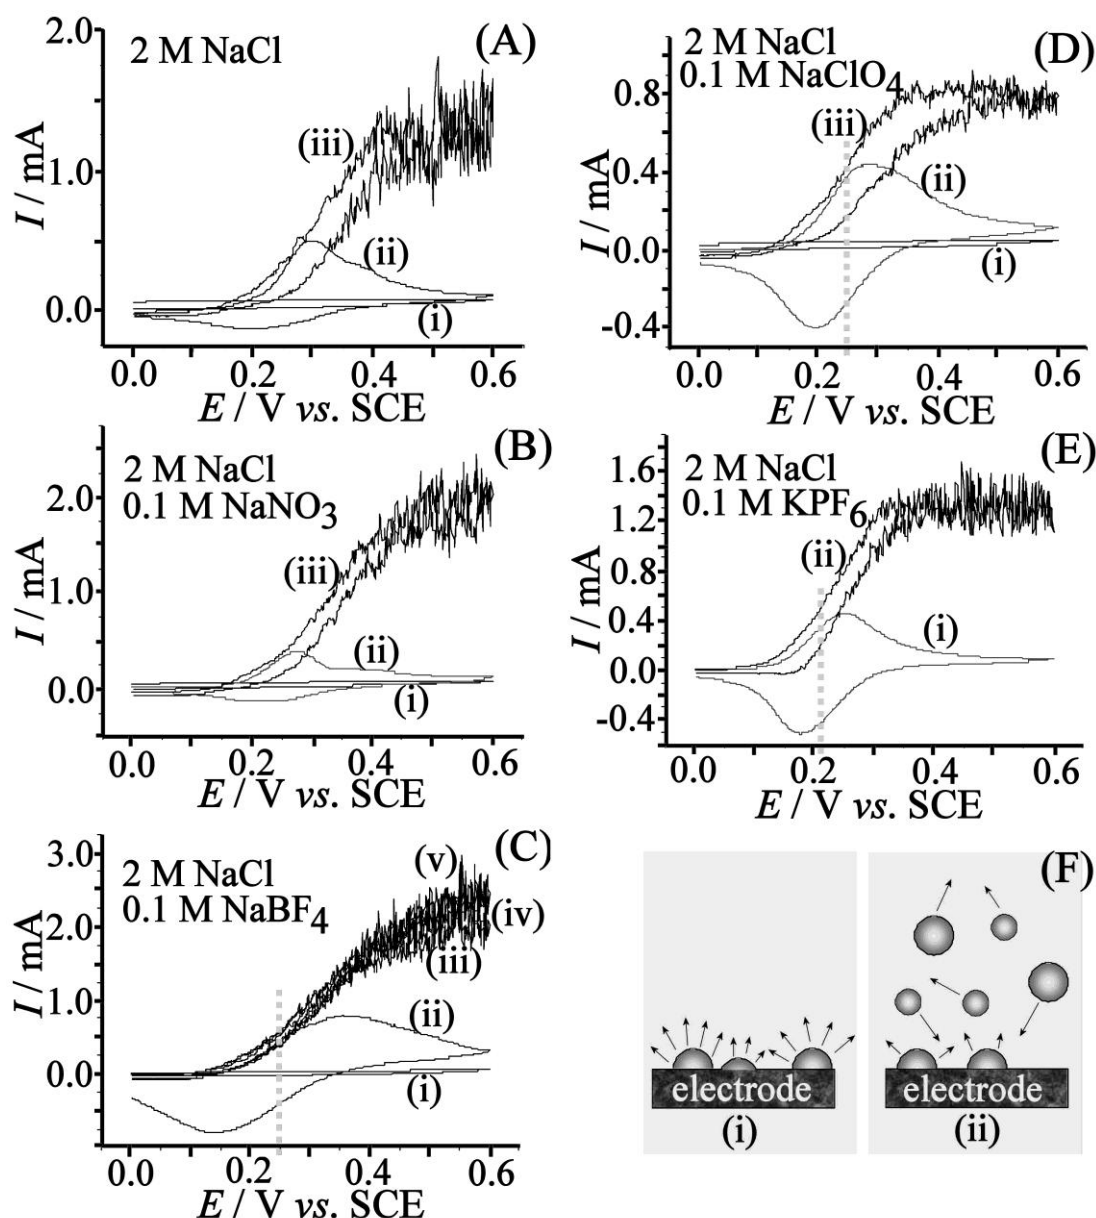 (A)
2 M NaCl
2.0
1.0
0.0
I / mA
(iii)
(ii)
(i)
0.0 0.2 0.4 0.6
E / V vs. SCE
(B)
2 M NaCl
0.1 M NaNO3
2.0
1.0
0.0
I / mA
(iii)
(ii)
(i)
0.0 0.2 0.4 0.6
E / V vs. SCE
(C)
2 M NaCl
0.1 M NaBF4
3.0
2.0
1.0
0.0
I / mA
(v)
(iv)
(iii)
(ii)
(i)
0.0 0.2 0.4 0.6
E / V vs. SCE
(D)
2 M NaCl
0.1 M NaClO4
0.8
0.4
0.0
-0.4
I / mA
(iii)
(ii)
(i)
0.0 0.2 0.4 0.6
E / V vs. SCE
(E)
2 M NaCl
0.1 M KPF6
1.6
1.2
0.8
0.4
0.0
-0.4
I / mA
(ii)
(i)
0.0 0.2 0.4 0.6
E / V vs. SCE
(F)
electrode
(i)
electrode
(ii)